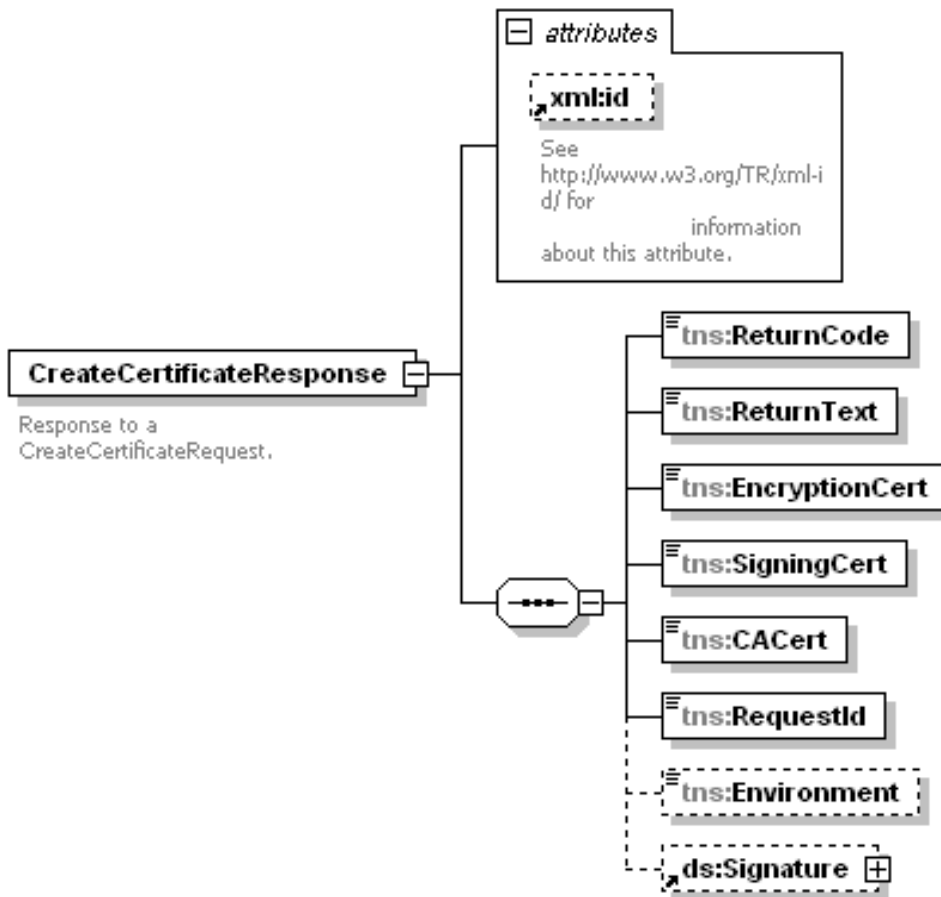 attributes
xml:id
See
http://www.w3.org/TR/xml-i
d/ for
information
about this attribute.
CreateCertificateResponse
Response to a
CreateCertificateRequest.
tns:ReturnCode
tns:ReturnText
tns:EncryptionCert
tns:SigningCert
tns:CACert
tns:RequestId
tns:Environment
ds:Signature